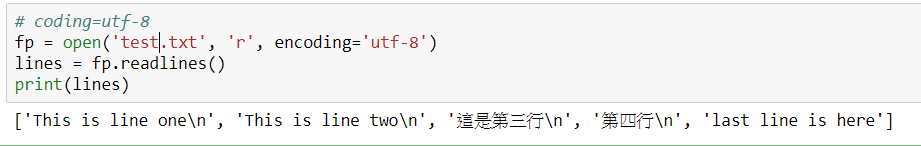 # coding=utf-8
fp = open('test.txt', 'r', encoding='utf-8')
lines = fp.readlines()
print(lines)
['This is line one\n', 'This is line two\n', '這是第三行\n', '第四行\n', 'last line is here']